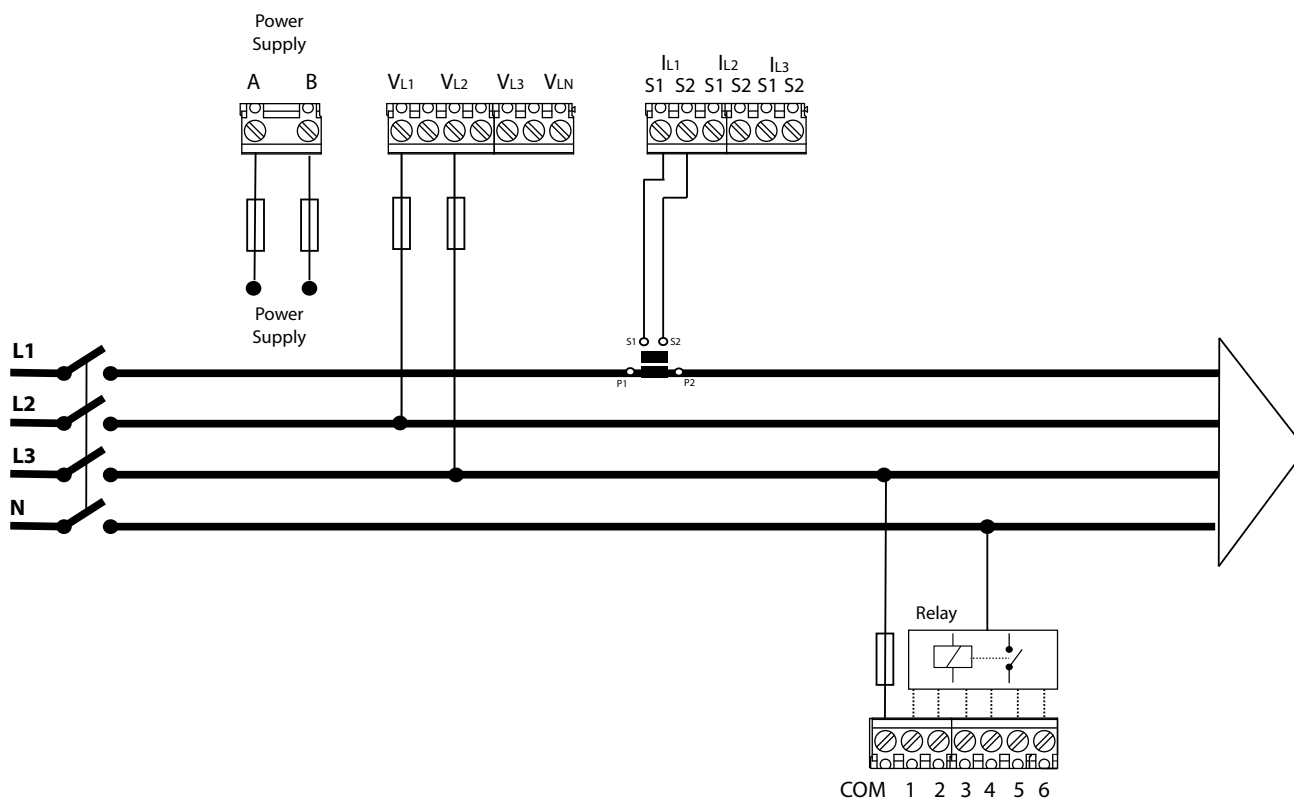 Power
Supply
A B
VL1 VL2 VL3 VLN
IL1 IL2 IL3
S1 S2 S1 S2 S1 S2
Power
Supply
S1 S2
L1
P1 P2
L2
L3
N
Relay
COM 1 2 3 4 5 6